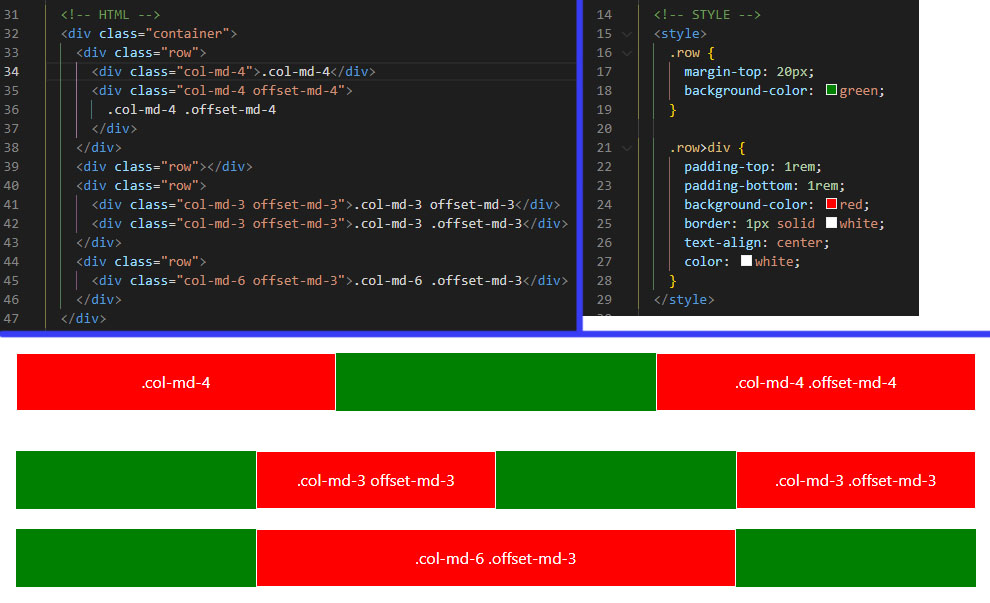 31 <!-- HTML -->
32 <div class="container">
33 <div class="row">
34 <div class="col-md-4">.col-md-4</div>
35 <div class="col-md-4 offset-md-4">
36 .col-md-4 .offset-md-4
37 </div>
38 </div>
39 <div class="row"></div>
40 <div class="row">
41 <div class="col-md-3 offset-md-3">.col-md-3 offset-md-3</div>
42 <div class="col-md-3 offset-md-3">.col-md-3 .offset-md-3</div>
43 </div>
44 <div class="row">
45 <div class="col-md-6 offset-md-3">.col-md-6 .offset-md-3</div>
46 </div>
47 </div>
14 <!-- STYLE -->
15 <style>
16 .row {
17 margin-top: 20px;
18 background-color: green;
19 }
20
21 .row>div {
22 padding-top: 1rem;
23 padding-bottom: 1rem;
24 background-color: red;
25 border: 1px solid white;
26 text-align: center;
27 color: white;
28 }
29 </style>
.col-md-4
.col-md-4 .offset-md-4
.col-md-3 offset-md-3
.col-md-3 .offset-md-3
.col-md-6 .offset-md-3